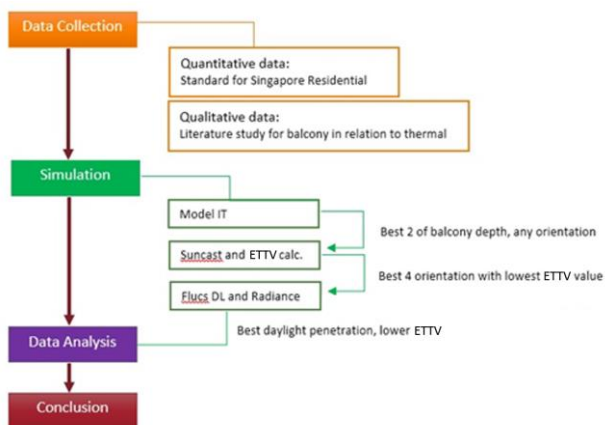 Data Collection
Quantitative data:
Standard for Singapore Residential
Qualitative data:
Literature study for balcony in relation to thermal
Simulation
Model IT
Best 2 of balcony depth, any orientation
Suncast and ETTV calc.
Best 4 orientation with lowest ETTV value
Flucs DL and Radiance
Best daylight penetration, lower ETTV
Data Analysis
Conclusion